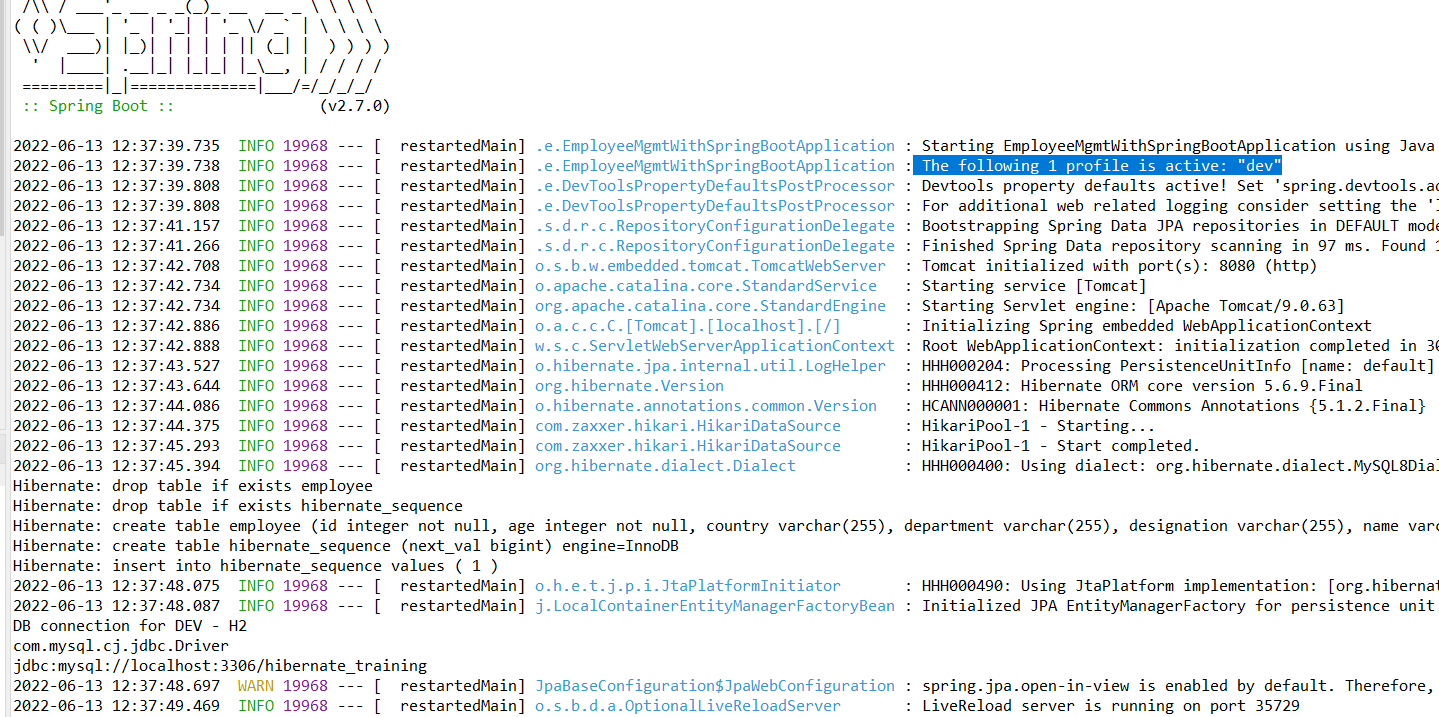 /\\ / ___'_ __ _ _(_)_ __  __ _ \ \ \ \
( ( )\___ | '_ | '_| | '_ \/ _` | \ \ \ \
 \\/  ___)| |_)| | | | | || (_| |  ) ) ) )
  '  |____| .__|_| |_|_| |_\__, | / / / /
 =========|_|==============|___/=/_/_/_/
 :: Spring Boot ::                (v2.7.0)
2022-06-13 12:37:39.735  INFO 19968 --- [  restartedMain] .e.EmployeeMgmtWithSpringBootApplication : Starting EmployeeMgmtWithSpringBootApplication using Java
2022-06-13 12:37:39.738  INFO 19968 --- [  restartedMain] .e.EmployeeMgmtWithSpringBootApplication : The following 1 profile is active: "dev"
2022-06-13 12:37:39.808  INFO 19968 --- [  restartedMain] .e.DevToolsPropertyDefaultsPostProcessor : Devtools property defaults active! Set 'spring.devtools.ad
2022-06-13 12:37:39.808  INFO 19968 --- [  restartedMain] .e.DevToolsPropertyDefaultsPostProcessor : For additional web related logging consider setting the '
2022-06-13 12:37:41.157  INFO 19968 --- [  restartedMain] .s.d.r.c.RepositoryConfigurationDelegate : Bootstrapping Spring Data JPA repositories in DEFAULT mode
2022-06-13 12:37:41.266  INFO 19968 --- [  restartedMain] .s.d.r.c.RepositoryConfigurationDelegate : Finished Spring Data repository scanning in 97 ms. Found 1
2022-06-13 12:37:42.708  INFO 19968 --- [  restartedMain] o.s.b.w.embedded.tomcat.TomcatWebServer  : Tomcat initialized with port(s): 8080 (http)
2022-06-13 12:37:42.734  INFO 19968 --- [  restartedMain] o.apache.catalina.core.StandardService   : Starting service [Tomcat]
2022-06-13 12:37:42.734  INFO 19968 --- [  restartedMain] org.apache.catalina.core.StandardEngine  : Starting Servlet engine: [Apache Tomcat/9.0.63]
2022-06-13 12:37:42.886  INFO 19968 --- [  restartedMain] o.a.c.c.C.[Tomcat].[localhost].[/]       : Initializing Spring embedded WebApplicationContext
2022-06-13 12:37:42.888  INFO 19968 --- [  restartedMain] w.s.c.ServletWebServerApplicationContext : Root WebApplicationContext: initialization completed in 30
2022-06-13 12:37:43.527  INFO 19968 --- [  restartedMain] o.hibernate.jpa.internal.util.LogHelper  : HHH000204: Processing PersistenceUnitInfo [name: default]
2022-06-13 12:37:43.644  INFO 19968 --- [  restartedMain] org.hibernate.Version                    : HHH000412: Hibernate ORM core version 5.6.9.Final
2022-06-13 12:37:44.086  INFO 19968 --- [  restartedMain] o.hibernate.annotations.common.Version   : HCANN000001: Hibernate Commons Annotations {5.1.2.Final}
2022-06-13 12:37:44.375  INFO 19968 --- [  restartedMain] com.zaxxer.hikari.HikariDataSource       : HikariPool-1 - Starting...
2022-06-13 12:37:45.293  INFO 19968 --- [  restartedMain] com.zaxxer.hikari.HikariDataSource       : HikariPool-1 - Start completed.
2022-06-13 12:37:45.394  INFO 19968 --- [  restartedMain] org.hibernate.dialect.Dialect            : HHH000400: Using dialect: org.hibernate.dialect.MySQL8Dial
Hibernate: drop table if exists employee
Hibernate: drop table if exists hibernate_sequence
Hibernate: create table employee (id integer not null, age integer not null, country varchar(255), department varchar(255), designation varchar(255), name varc
Hibernate: create table hibernate_sequence (next_val bigint) engine=InnoDB
Hibernate: insert into hibernate_sequence values ( 1 )
2022-06-13 12:37:48.075  INFO 19968 --- [  restartedMain] o.h.e.t.j.p.i.JtaPlatformInitiator       : HHH000490: Using JtaPlatform implementation: [org.hibernat
2022-06-13 12:37:48.087  INFO 19968 --- [  restartedMain] j.LocalContainerEntityManagerFactoryBean : Initialized JPA EntityManagerFactory for persistence unit
DB connection for DEV - H2
com.mysql.cj.jdbc.Driver
jdbc:mysql://localhost:3306/hibernate_training
2022-06-13 12:37:48.697  WARN 19968 --- [  restartedMain] JpaBaseConfiguration$JpaWebConfiguration : spring.jpa.open-in-view is enabled by default. Therefore,
2022-06-13 12:37:49.469  INFO 19968 --- [  restartedMain] o.s.b.d.a.OptionalLiveReloadServer       : LiveReload server is running on port 35729